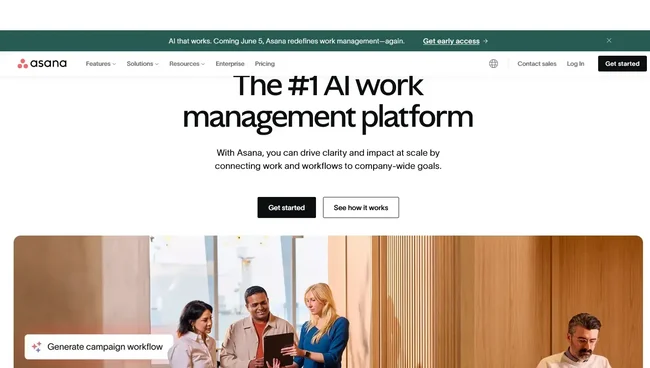 AI that works. Coming June 5, Asana redefines work management—again. Get early access →
asana
Features Solutions Resources Enterprise Pricing Contact sales Log In Get started
The #1 AI work
management platform
With Asana, you can drive clarity and impact at scale by
connecting work and workflows to company-wide goals.
Get started See how it works
Generate campaign workflow